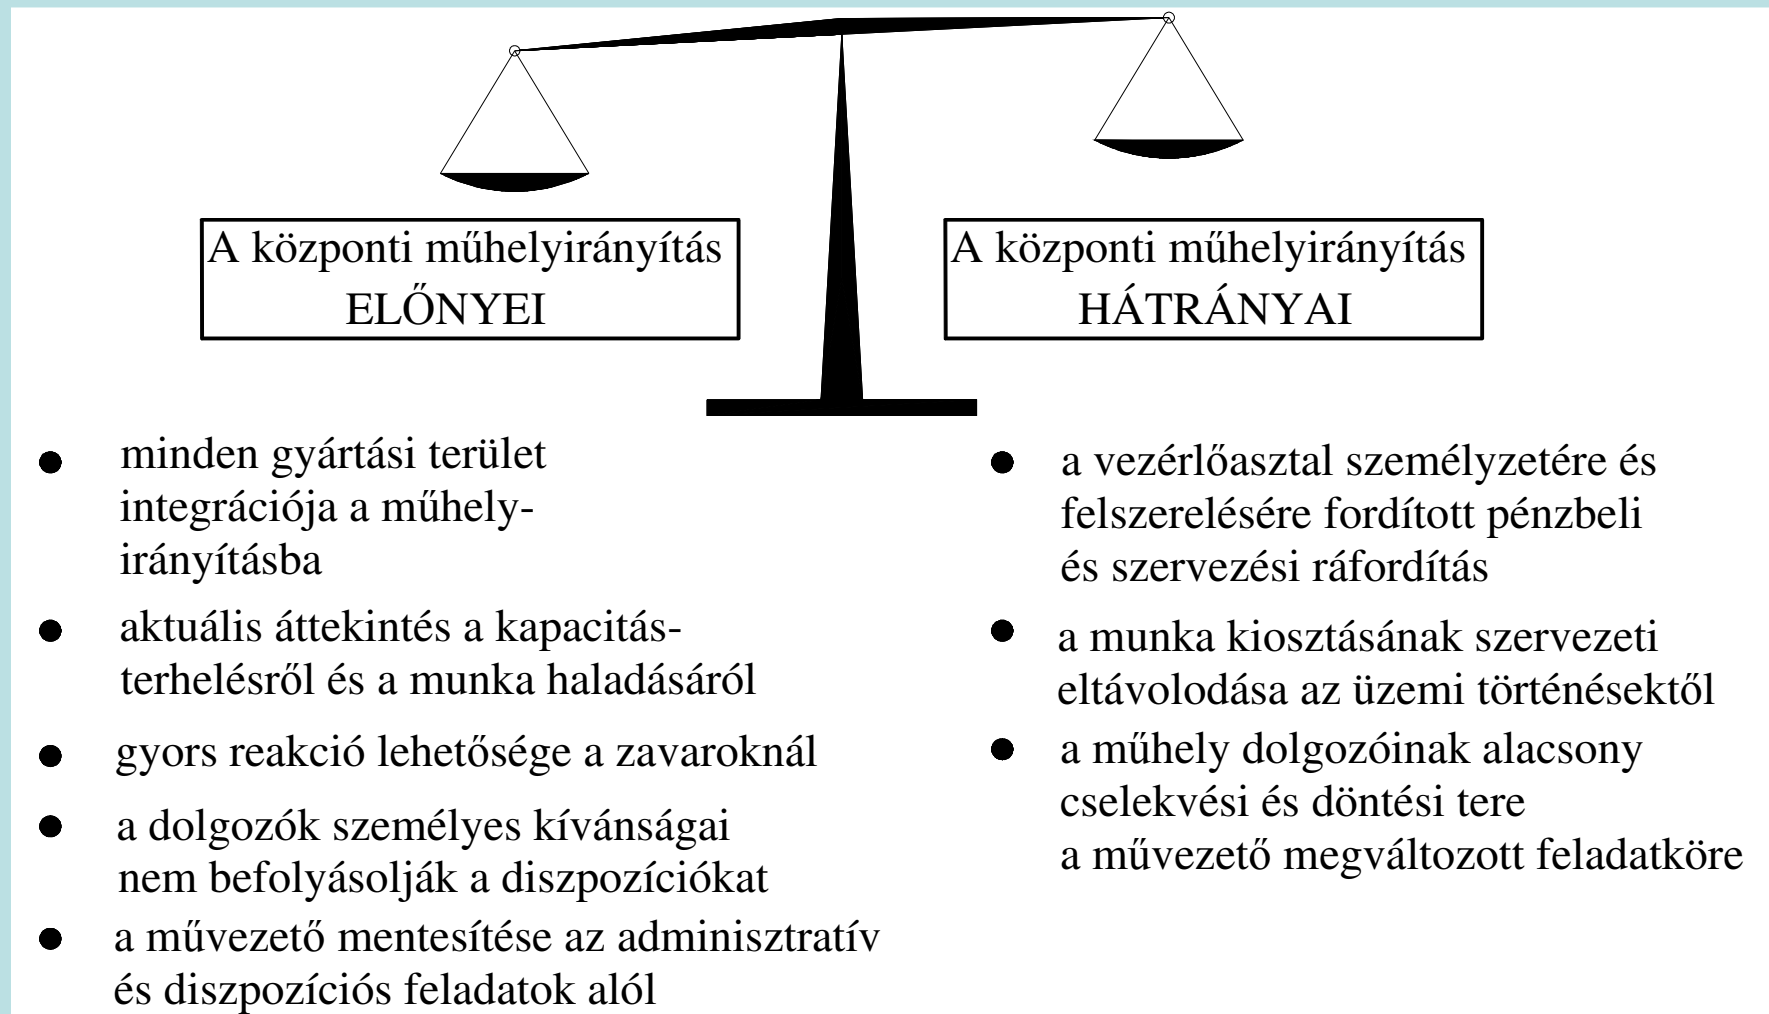 A központi műhelyirányítás
ELŐNYEI
A központi műhelyirányítás
HÁTRÁNYAI
minden gyártási terület
integrációja a műhely-
irányításba
aktuális áttekintés a kapacitás-
terhelésről és a munka haladásáról
gyors reakció lehetősége a zavaroknál
a dolgozók személyes kívánságai
nem befolyásolják a diszpozíciókat
a művezető mentesítése az adminisztratív
és diszpozíciós feladatok alól
a vezérlőasztal személyzetére és
felszerelésére fordított pénzbeli
és szervezési ráfordítás
a munka kiosztásának szervezeti
eltávolodása az üzemi történésektől
a műhely dolgozóinak alacsony
cselekvési és döntési tere
a művezető megváltozott feladatköre